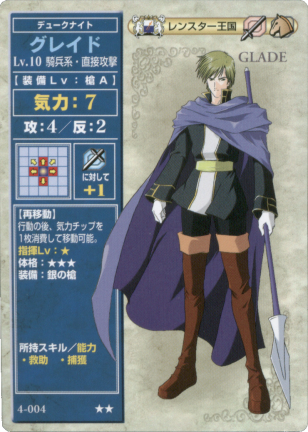 デュークナイト
グレイド
Lv.10 騎兵系・直接攻撃
【装備Lv:槍A】
気力:7
攻:4/反:2
に対して
+1
【再移動】
行動の後、気力チップを
1枚消費して移動可能。
指揮Lv:★
体格:★★★
装備:銀の槍
所持スキル/能力
・救助 ・捕獲
4-004 ★★
レンスター王国
GLADE